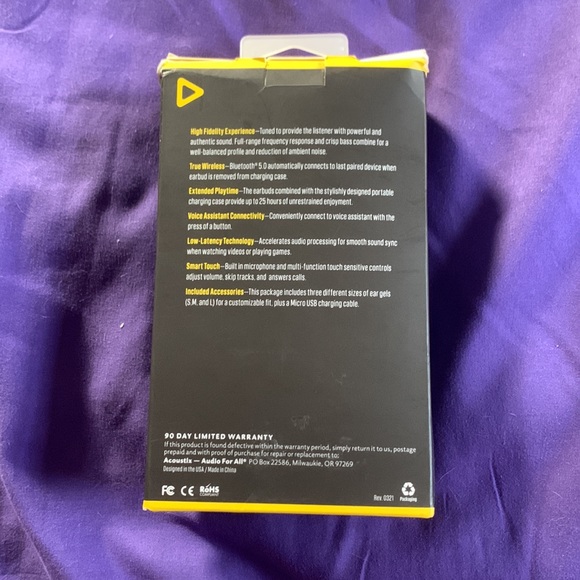 High Fidelity Experience—Tuned to provide the listener with powerful and
authentic sound. Full-range frequency response and crisp bass combine for a
well-balanced profile and reduction of ambient noise.
True Wireless—Bluetooth® 5.0 automatically connects to last paired device when
earbud is removed from charging case.
Extended Playtime—The earbuds combined with the stylishly designed portable
charging case provide up to 25 hours of unrestrained enjoyment.
Voice Assistant Connectivity—Conveniently connect to voice assistant with the
press of a button.
Low-Latency Technology—Accelerates audio processing for smooth sound sync
when watching videos or playing games.
Smart Touch—Built in microphone and multi-function touch sensitive controls
adjust volume, skip tracks, and answers calls.
Included Accessories—This package includes three different sizes of ear gels
(S,M, and L) for a customizable fit, plus a Micro USB charging cable.
90 DAY LIMITED WARRANTY
If this product is found defective within the warranty period, simply return it to us, postage
prepaid and with proof of purchase for repair or replacement to:
Acoustix — Audio For All® PO Box 22586, Milwaukie, OR 97269
Designed in the USA / Made in China
FC CE RoHS
COMPLIANT
Rev 0321
Packaging